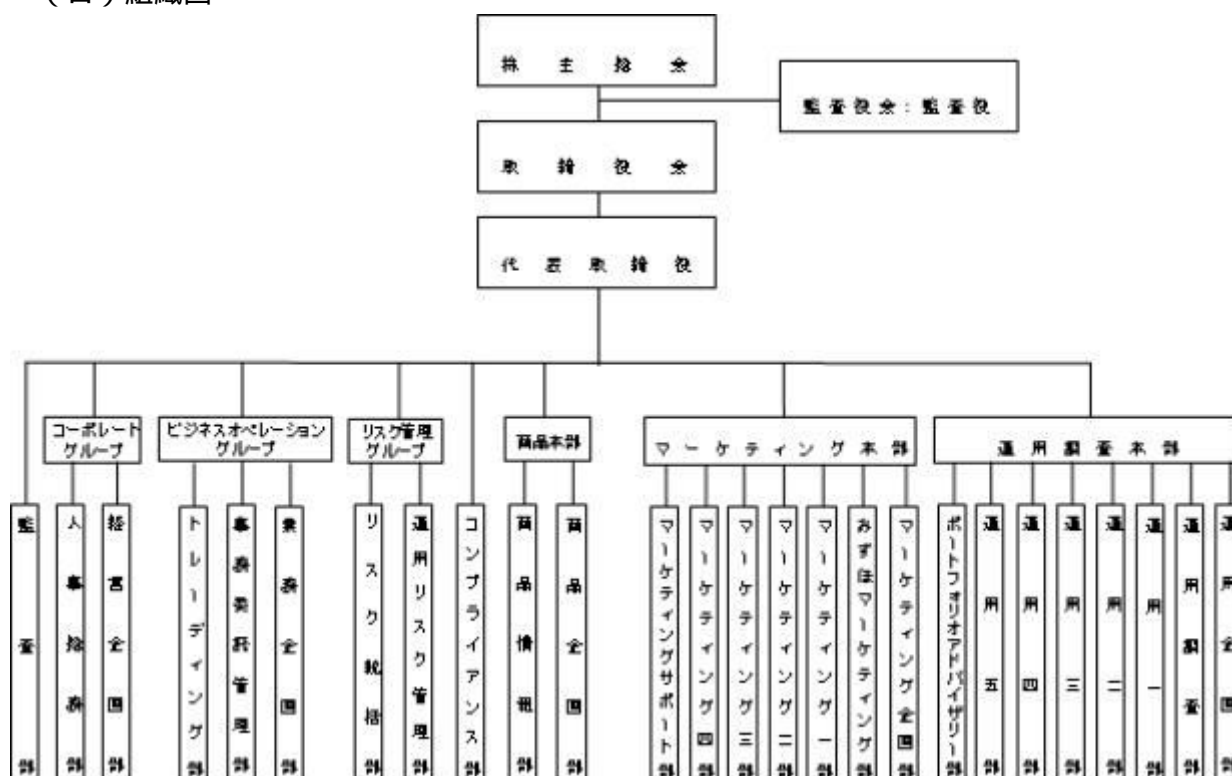 株主総会
監査役会：監査役
取締役会
代表取締役
コーポレート
グループ
ビジネスオペレーション
グループ
リスク管理
グループ
商品本部
マーケティング本部
運用調査本部
監査部
人事総務部
経営企画部
トレーディング部
事務委託管理部
業務企画部
リスク統括部
運用リスク管理部
コンプライアンス部
商品情報部
商品企画部
マーケティングサポート部
マーケティング四部
マーケティング三部
マーケティング二部
マーケティング一部
みずほマーケティング部
マーケティング企画部
ポートフォリオアドバイザリー部
運用五部
運用四部
運用三部
運用二部
運用一部
運用調査部
運用企画